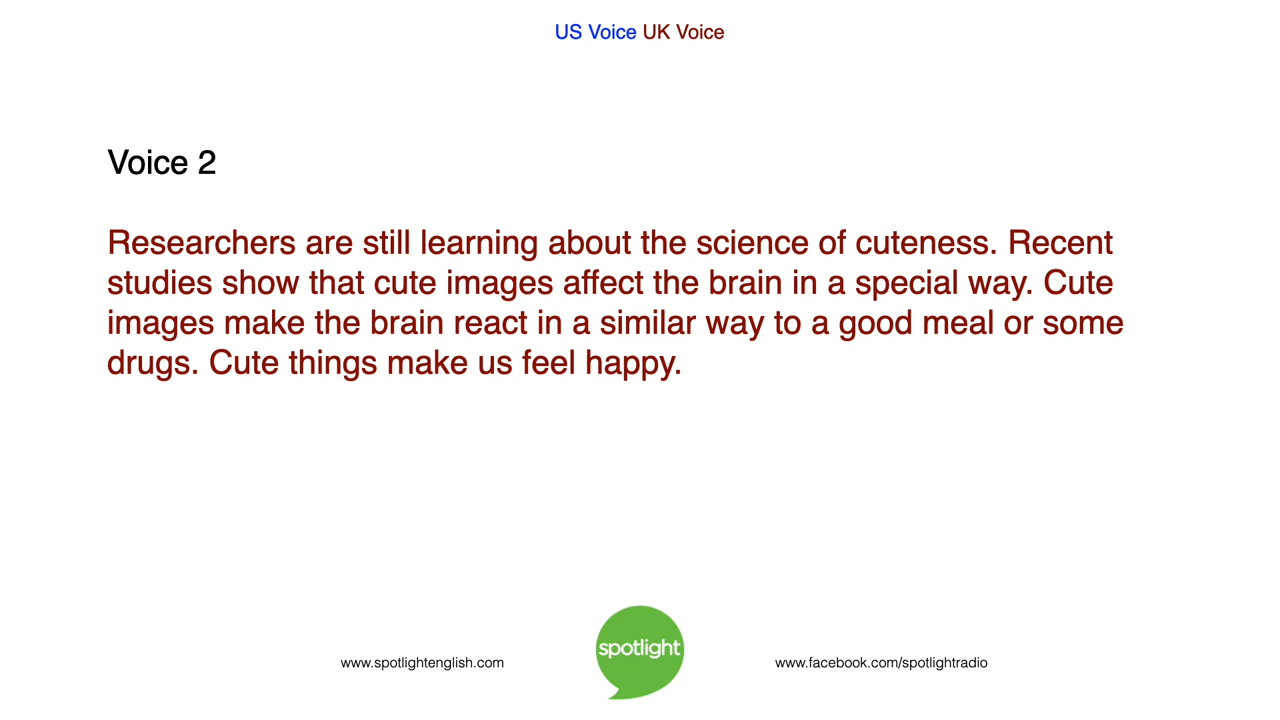 US Voice UK Voice
Voice 2
Researchers are still learning about the science of cuteness. Recent
studies show that cute images affect the brain in a special way. Cute
images make the brain react in a similar way to a good meal or some
drugs. Cute things make us feel happy.
spotlight
www.spotlightenglish.com
www.facebook.com/spotlightradio